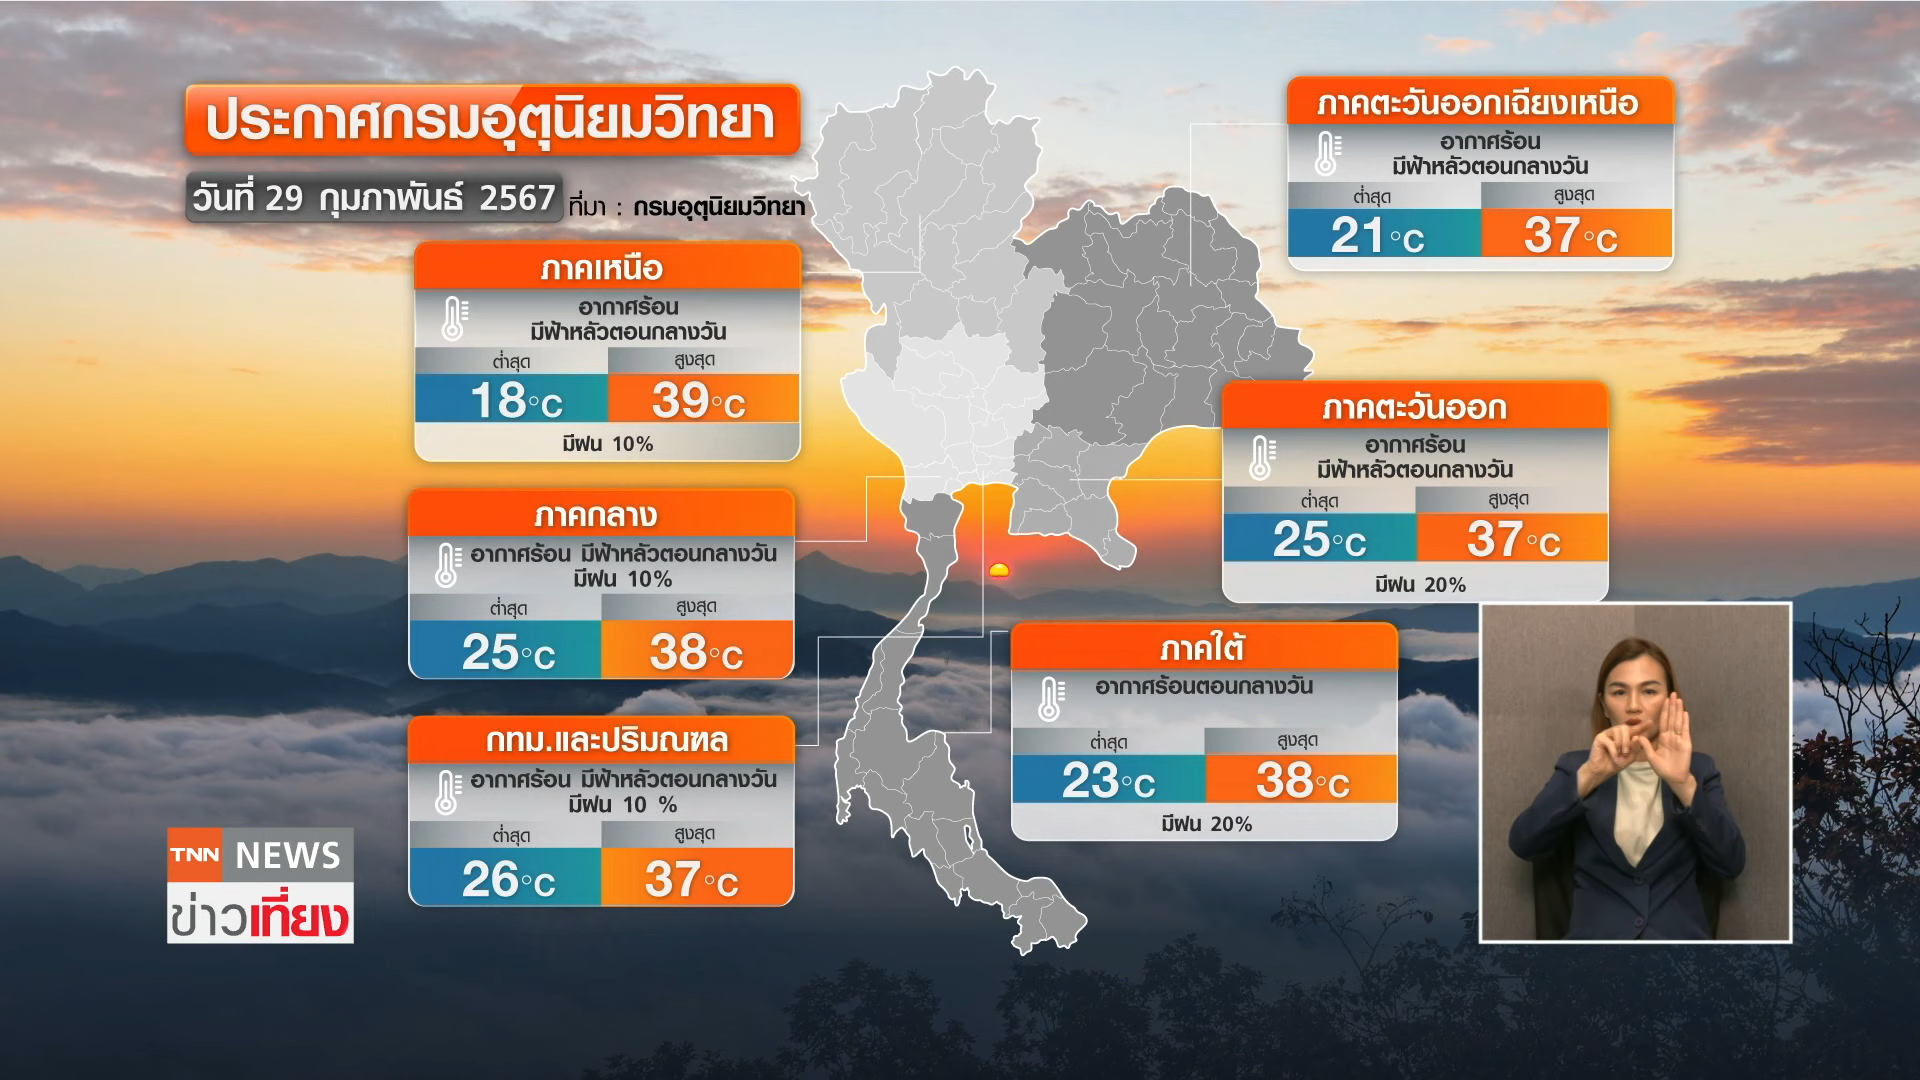 ประกาศกรมอุตุนิยมวิทยา
วันที่ 29 กุมภาพันธ์ 2567
ที่มา : กรมอุตุนิยมวิทยา
ภาคเหนือ
อากาศร้อน
มีฟ้าหลัวตอนกลางวัน
ต่ำสุด สูงสุด
18°C 39°C
มีฝน 10%
ภาคกลาง
อากาศร้อน มีฟ้าหลัวตอนกลางวัน
มีฝน 10%
ต่ำสุด สูงสุด
25°C 38°C
กทม.และปริมณฑล
อากาศร้อน มีฟ้าหลัวตอนกลางวัน
มีฝน 10 %
ต่ำสุด สูงสุด
26°C 37°C
ภาคตะวันออกเฉียงเหนือ
อากาศร้อน
มีฟ้าหลัวตอนกลางวัน
ต่ำสุด สูงสุด
21°C 37°C
ภาคตะวันออก
อากาศร้อน
มีฟ้าหลัวตอนกลางวัน
ต่ำสุด สูงสุด
25°C 37°C
มีฝน 20%
ภาคใต้
อากาศร้อนตอนกลางวัน
ต่ำสุด สูงสุด
23°C 38°C
มีฝน 20%
TNN NEWS
ข่าวเที่ยง